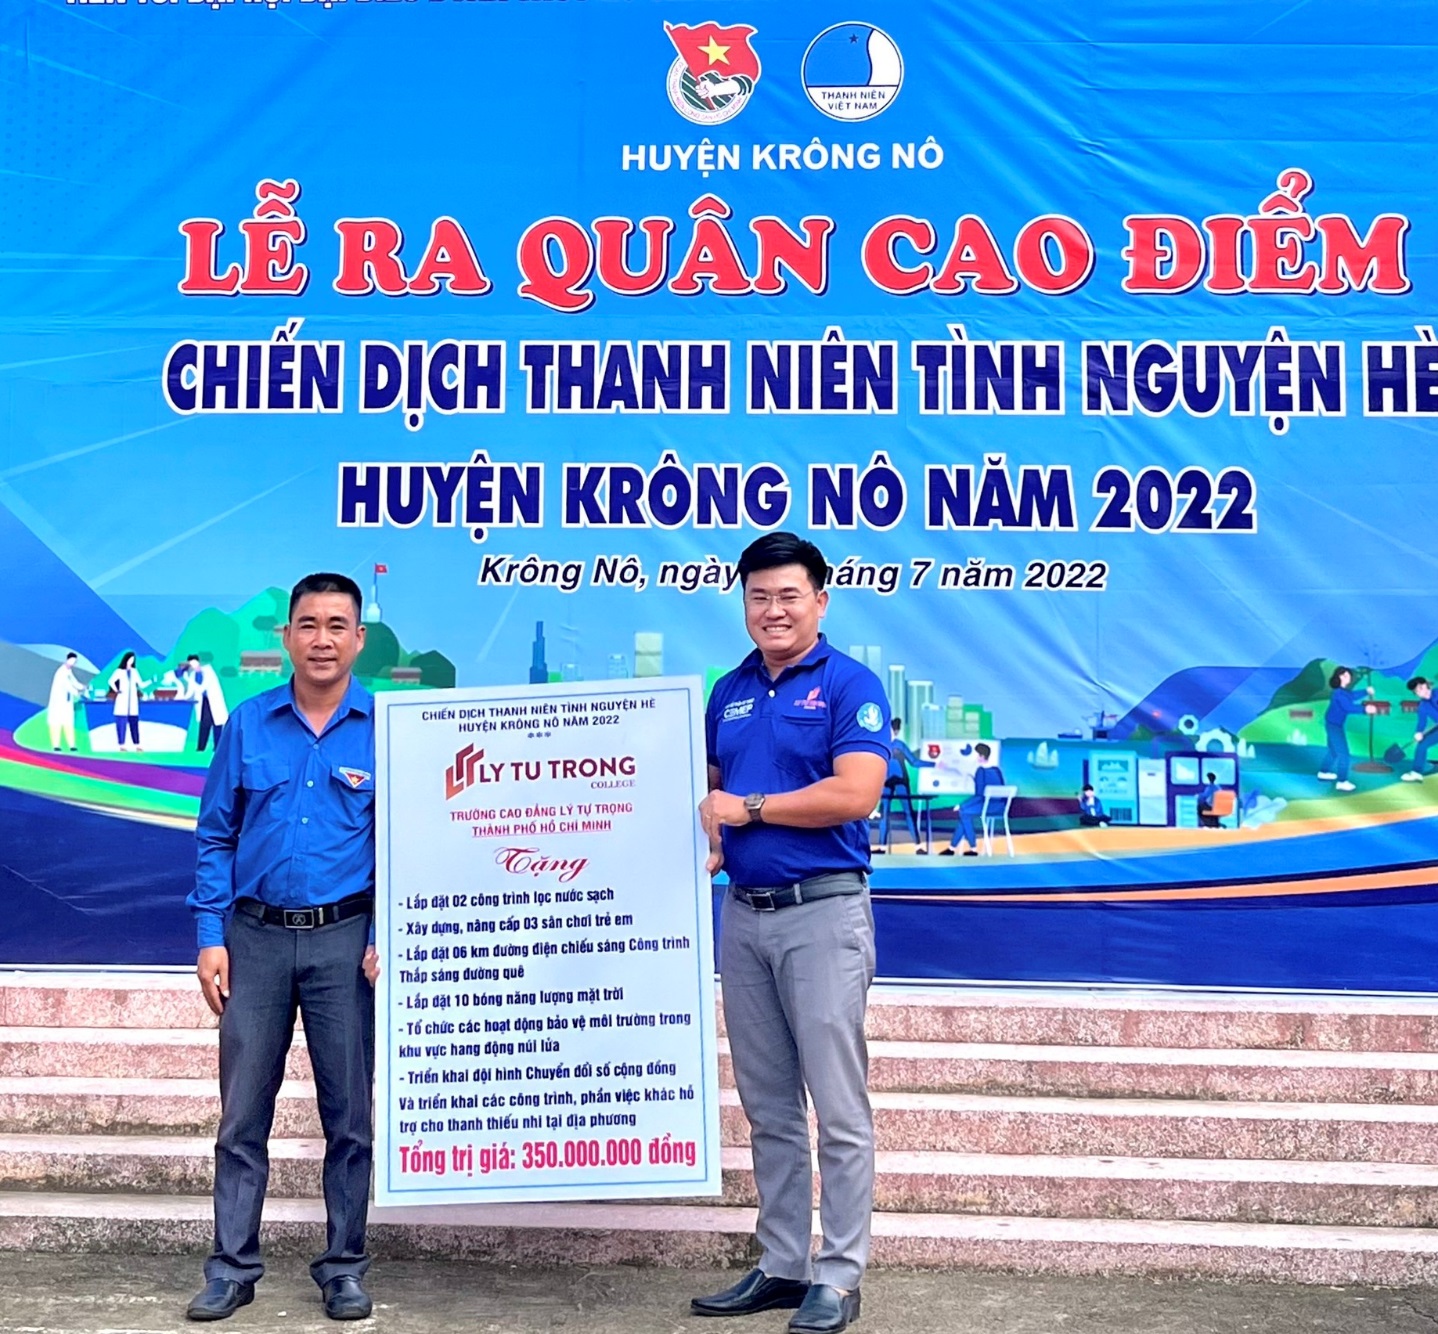 THANH NIÊN
VIỆT NAM
HUYỆN KRÔNG NÔ
LỄ RA QUÂN CAO ĐIỂM
CHIẾN DỊCH THANH NIÊN TÌNH NGUYỆN HÈ
HUYỆN KRÔNG NÔ NĂM 2022
Krông Nô, ngày háng 7 năm 2022
CHIẾN DỊCH THANH NIÊN TÌNH NGUYỆN HÈ
HUYỆN KRÔNG NÔ NĂM 2022
***
LY TU TRONG
COLLEGE
TRƯỜNG CAO ĐẲNG LÝ TỰ TRỌNG
THÀNH PHỐ HỒ CHÍ MINH
Tặng
- Lắp đặt 02 công trình lọc nước sạch
- Xây dựng, nâng cấp 03 sân chơi trẻ em
- Lắp đặt 06 km đường điện chiếu sáng Công trình
Thắp sáng đường quê
- Lắp đặt 10 bóng năng lượng mặt trời
- Tổ chức các hoạt động bảo vệ môi trường trong
khu vực hang động núi lửa
- Triển khai đội hình Chuyển đổi số cộng đồng
Và triển khai các công trình, phần việc khác hỗ
trợ cho thanh thiếu nhi tại địa phương
Tổng trị giá: 350.000.000 đồng